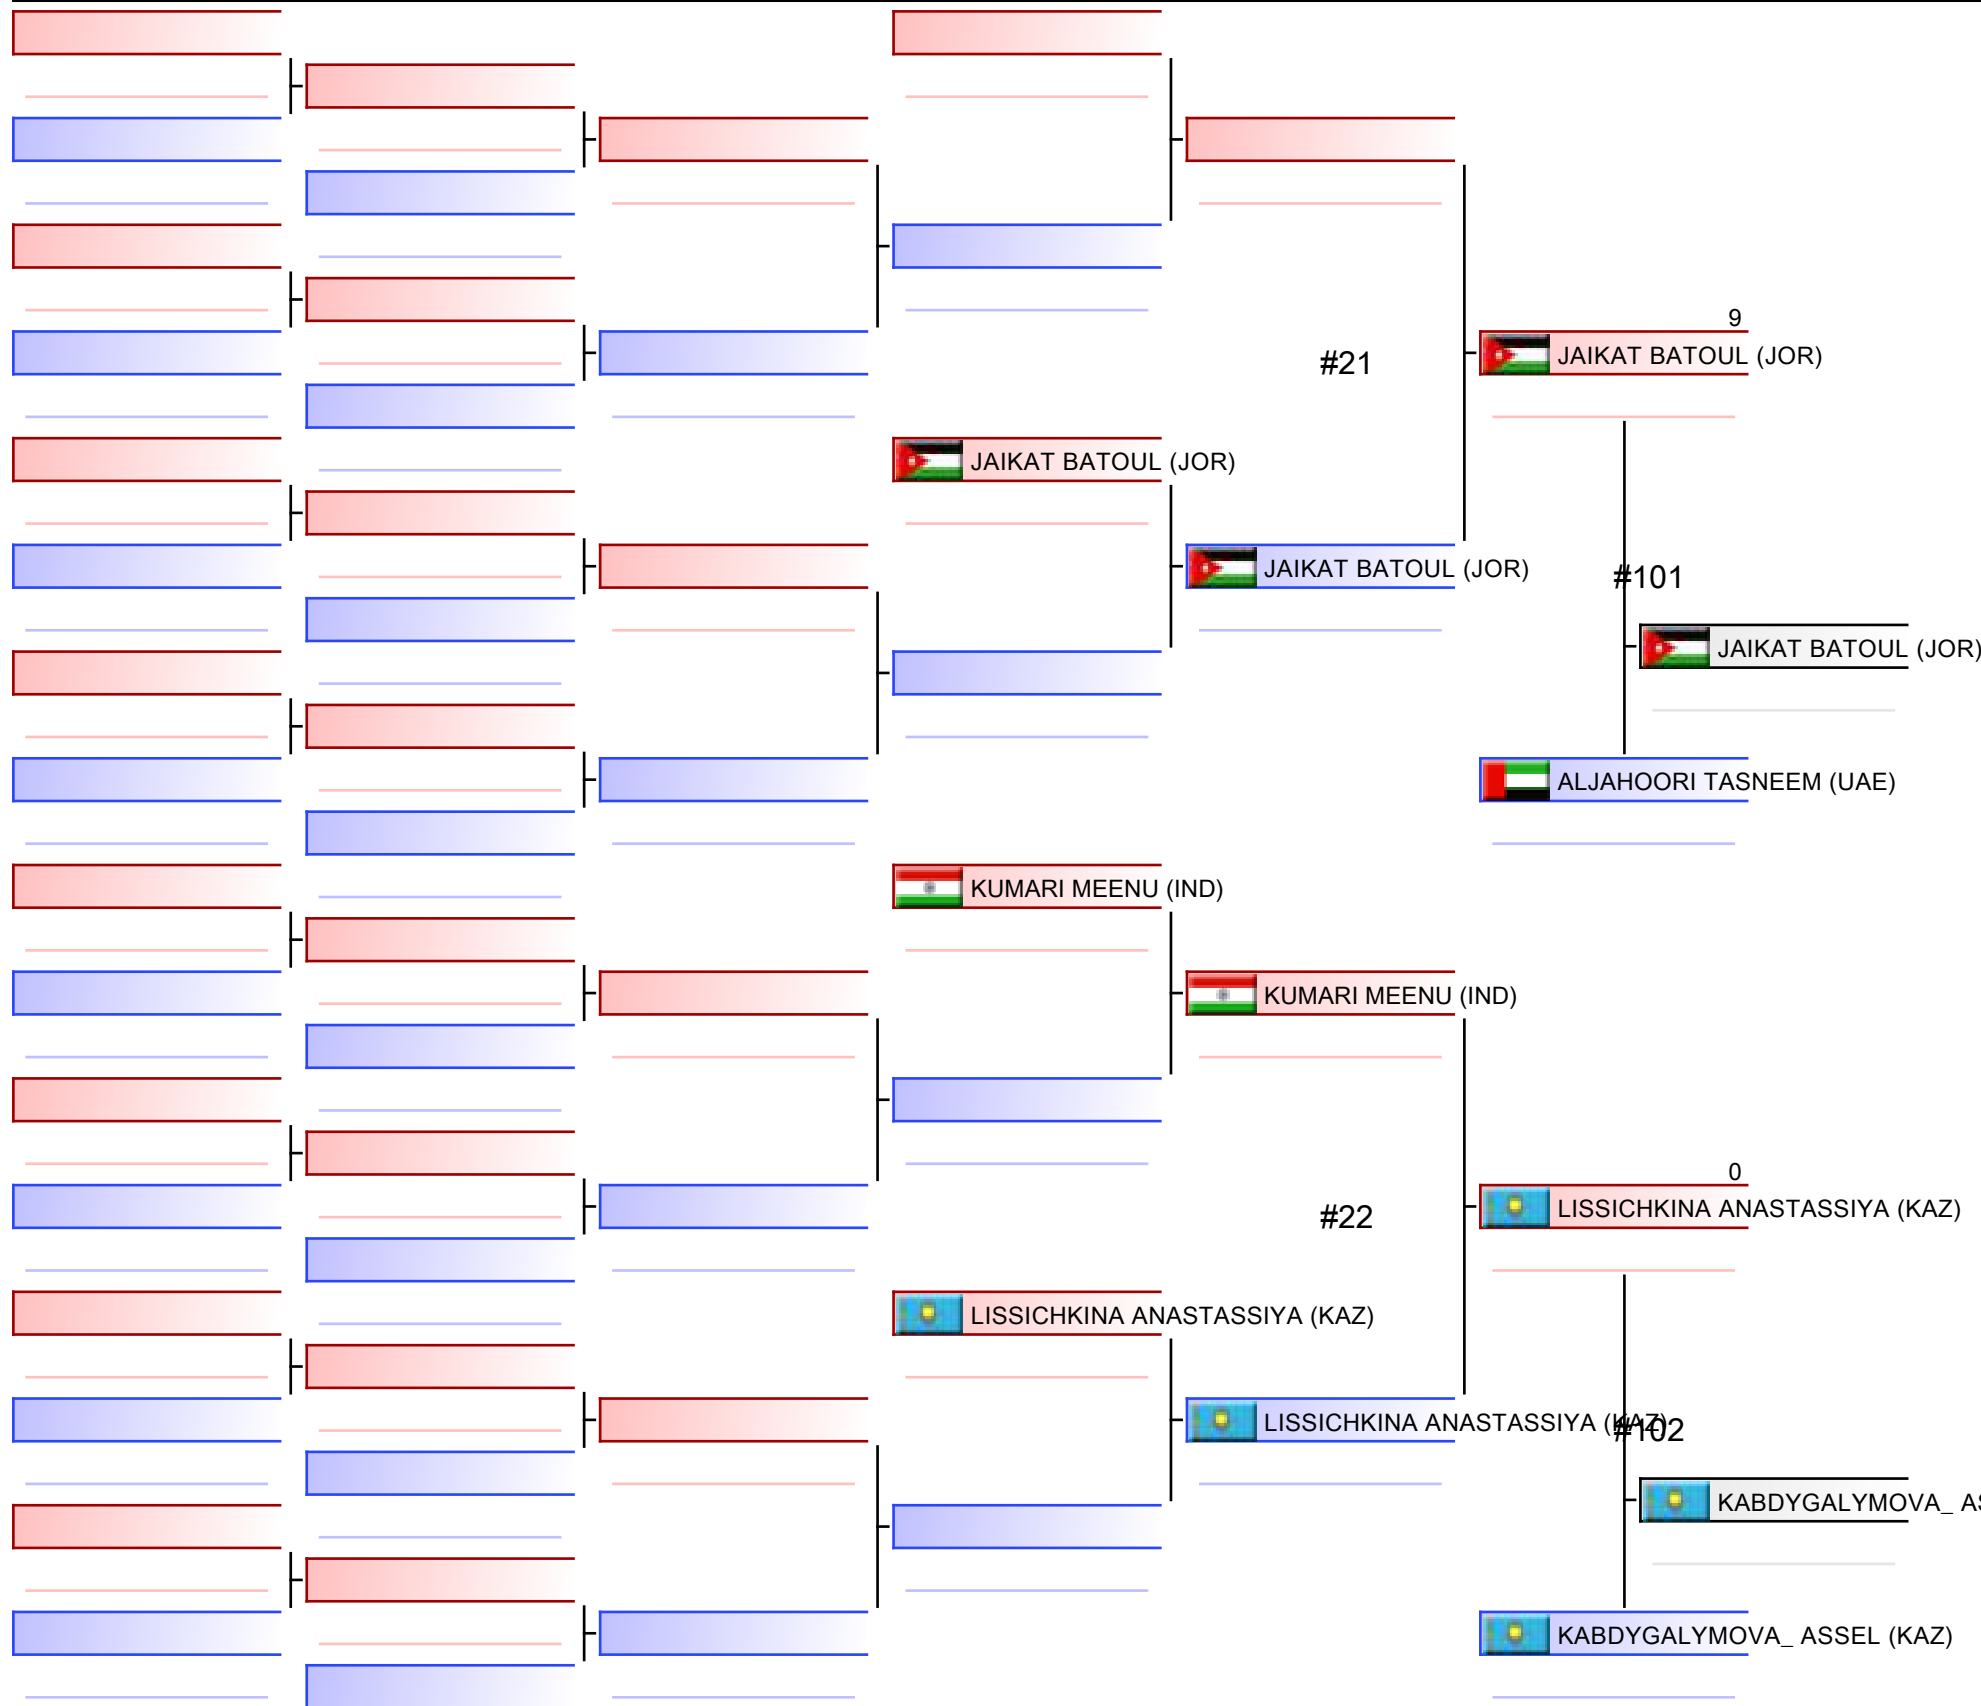 9
#21
JAIKAT BATOUL (JOR)
JAIKAT BATOUL (JOR)
JAIKAT BATOUL (JOR)
#101
JAIKAT BATOUL (JOR)
ALJAHOORI TASNEEM (UAE)
KUMARI MEENU (IND)
KUMARI MEENU (IND)
0
#22
LISSICHKINA ANASTASSIYA (KAZ)
LISSICHKINA ANASTASSIYA (KAZ)
LISSICHKINA ANASTASSIYA (KAZ)
#102
KABDYGALYMOVA_ AS
KABDYGALYMOVA_ ASSEL (KAZ)